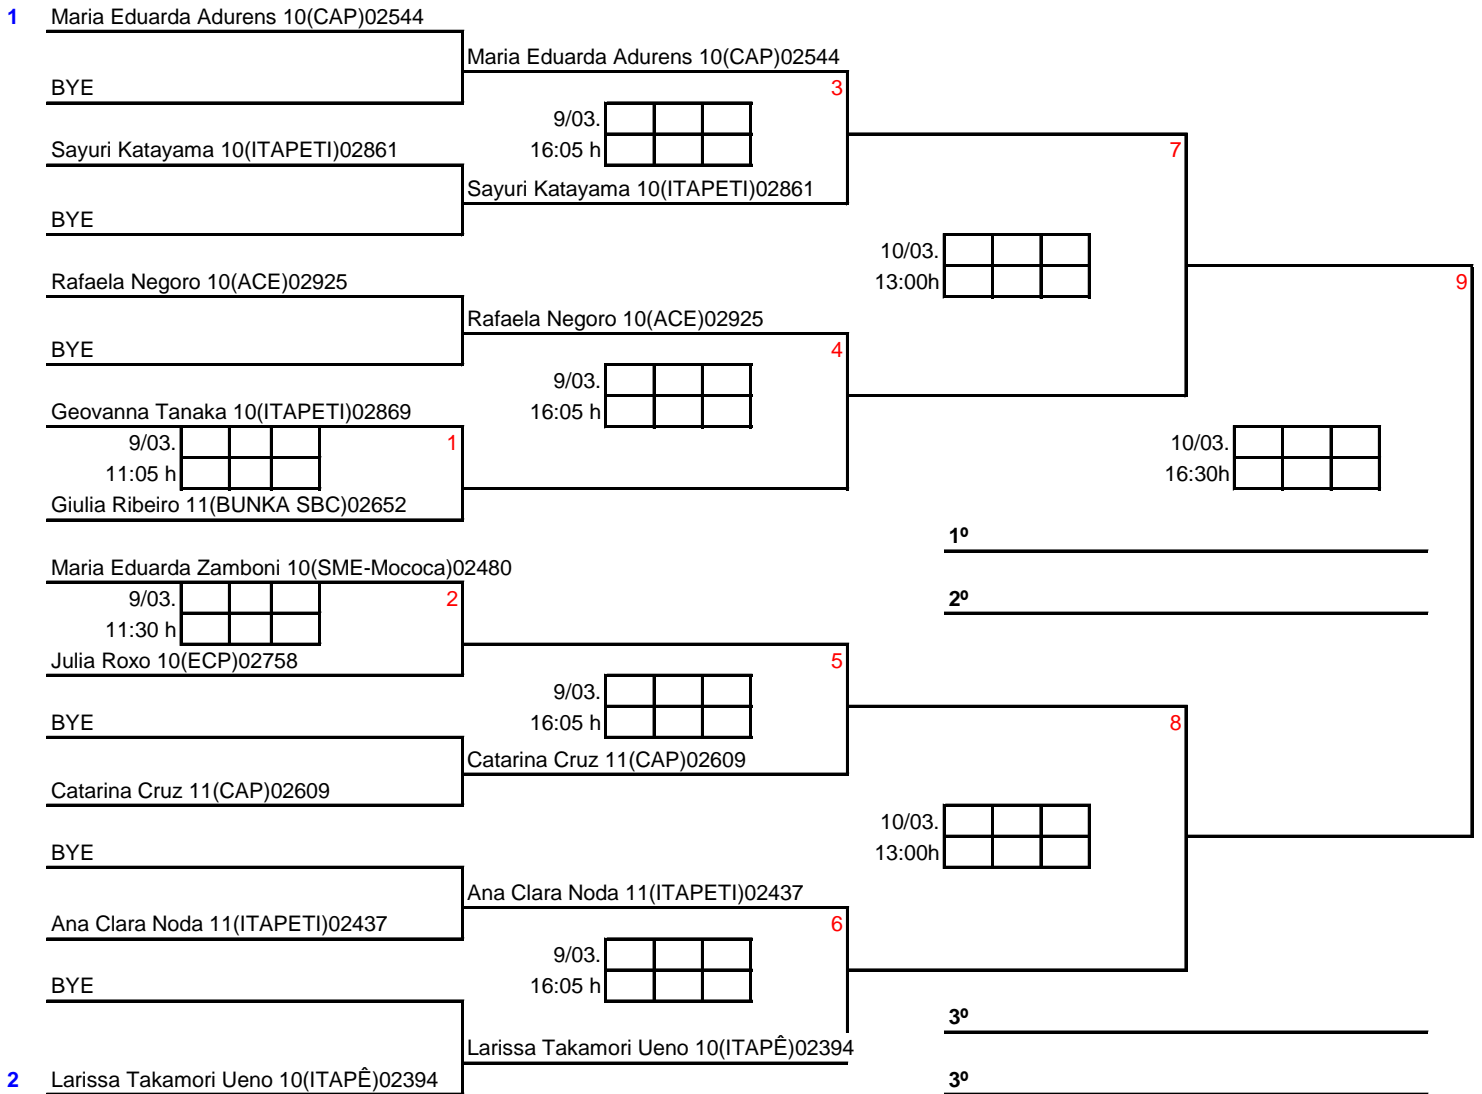 1 Maria Eduarda Adurens 10(CAP)02544
Maria Eduarda Adurens 10(CAP)02544
BYE
3
9/03.
16:05 h
Sayuri Katayama 10(ITAPETI)02861
7
Sayuri Katayama 10(ITAPETI)02861
BYE
10/03.
13:00h
Rafaela Negoro 10(ACE)02925
9
Rafaela Negoro 10(ACE)02925
BYE
4
9/03.
16:05 h
Geovanna Tanaka 10(ITAPETI)02869
9/03.
1
11:05 h
10/03.
16:30h
Giulia Ribeiro 11(BUNKA SBC)02652
1º
Maria Eduarda Zamboni 10(SME-Mococa)02480
9/03.
2
2º
11:30 h
Julia Roxo 10(ECP)02758
5
9/03.
16:05 h
BYE
8
Catarina Cruz 11(CAP)02609
Catarina Cruz 11(CAP)02609
10/03.
13:00h
BYE
Ana Clara Noda 11(ITAPETI)02437
Ana Clara Noda 11(ITAPETI)02437
6
9/03.
16:05 h
BYE
3º
Larissa Takamori Ueno 10(ITAPÊ)02394
2 Larissa Takamori Ueno 10(ITAPÊ)02394
3º